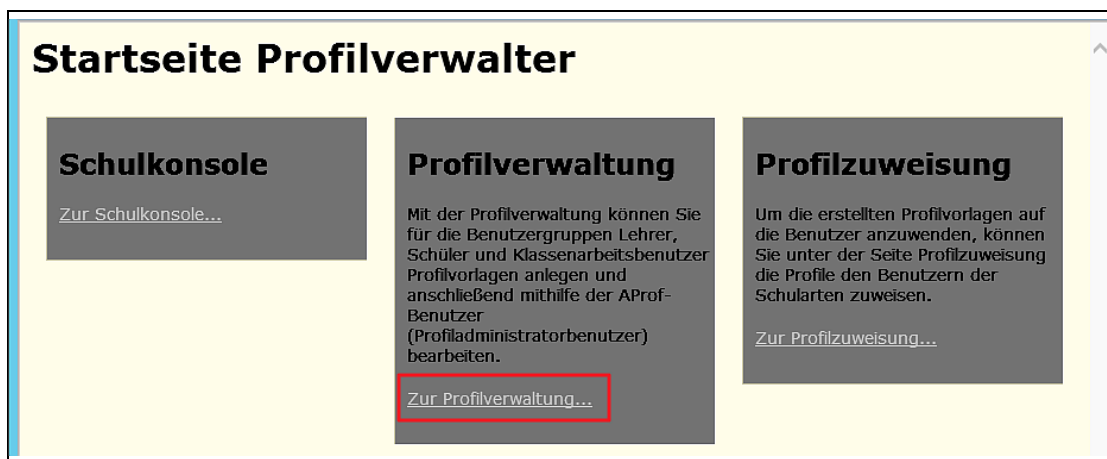 Startseite Profilverwalter
Schulkonsole
Zur Schulkonsole...
Profilverwaltung
Mit der Profilverwaltung können Sie
für die Benutzergruppen Lehrer,
Schüler und Klassenarbeitsbenutzer
Profilvorlagen anlegen und
anschließend mithilfe der AProf-
Benutzer
(Profiladministratorbenutzer)
bearbeiten.
Zur Profilverwaltung...
Profilzuweisung
Um die erstellten Profilvorlagen auf
die Benutzer anzuwenden, können
Sie unter der Seite Profilzuweisung
die Profile den Benutzern der
Schularten zuweisen.
Zur Profilzuweisung...